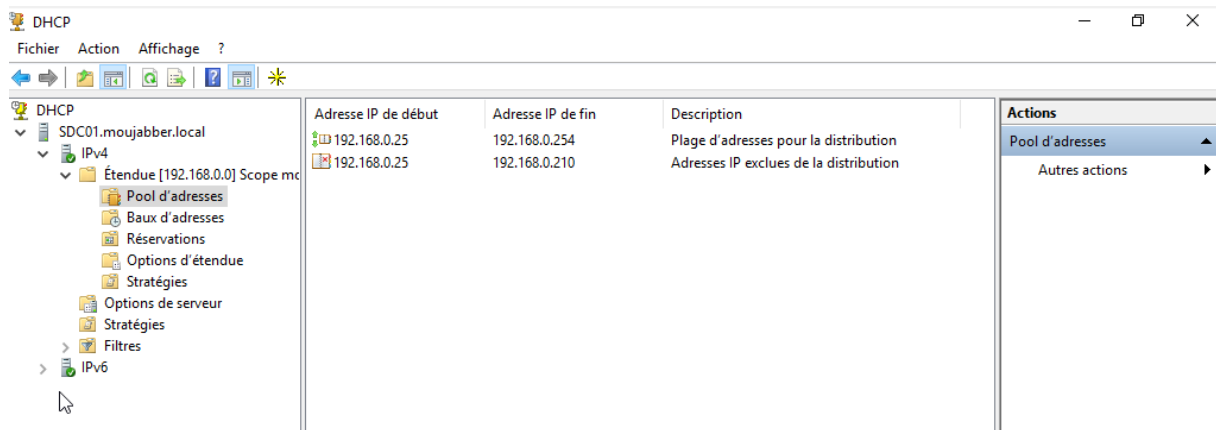 DHCP
Fichier Action Affichage ?
DHCP
SDC01.moujabber.local
IPv4
Étendue [192.168.0.0] Scope mo
Pool d'adresses
Baux d'adresses
Réservations
Options d'étendue
Stratégies
Options de serveur
Stratégies
Filtres
IPv6
Adresse IP de début Adresse IP de fin Description
192.168.0.25 192.168.0.254 Plage d'adresses pour la distribution
192.168.0.25 192.168.0.210 Adresses IP exclues de la distribution
Actions
Pool d'adresses
Autres actions